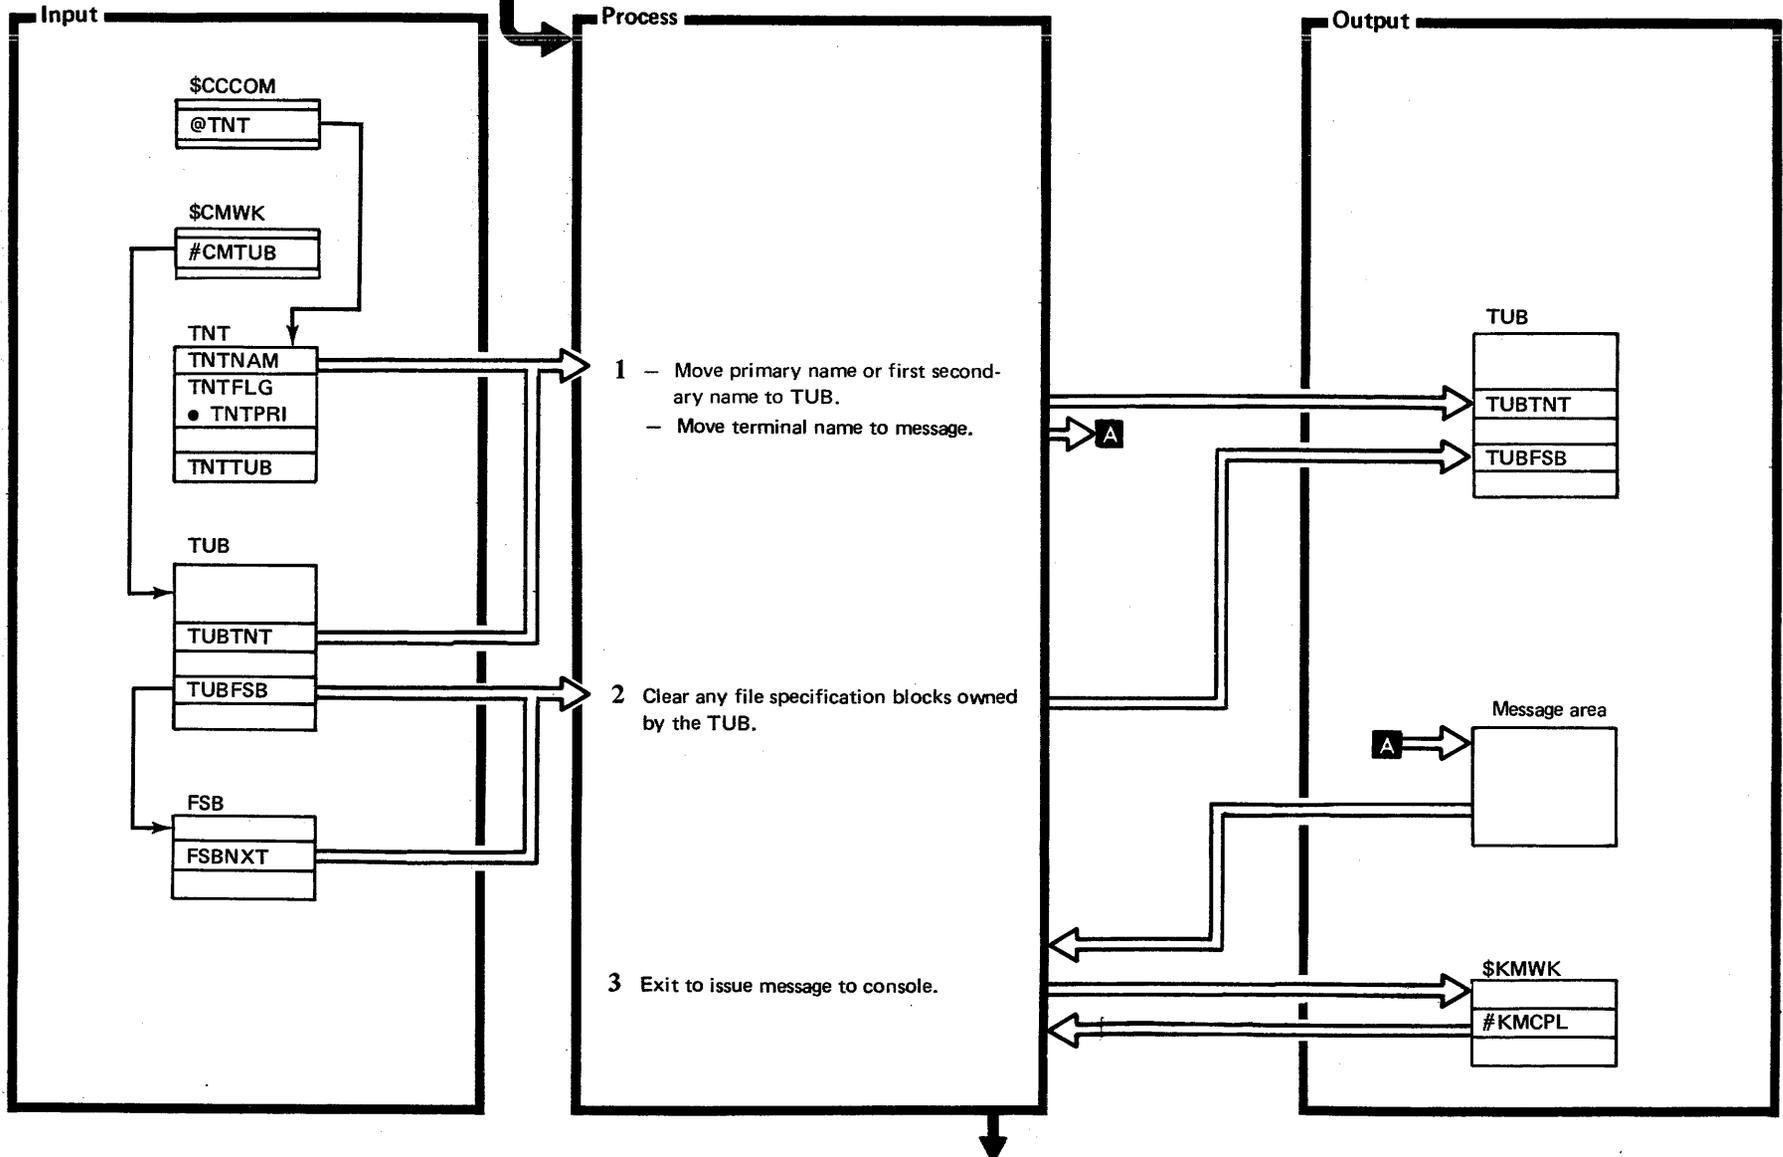 Input
$CCCOM
@TNT
$CMWK
#CMTUB
TNT
TNTNAM
TNTFLG
● TNTPRI
TNTTUB
TUB
TUBTNT
TUBFSB
FSB
FSBNXT
Process
1 – Move primary name or first second-
ary name to TUB.
– Move terminal name to message.
A
2 Clear any file specification blocks owned
by the TUB.
3 Exit to issue message to console.
Output
TUB
TUBTNT
TUBFSB
Message area
A
$KMWK
#KMCPL